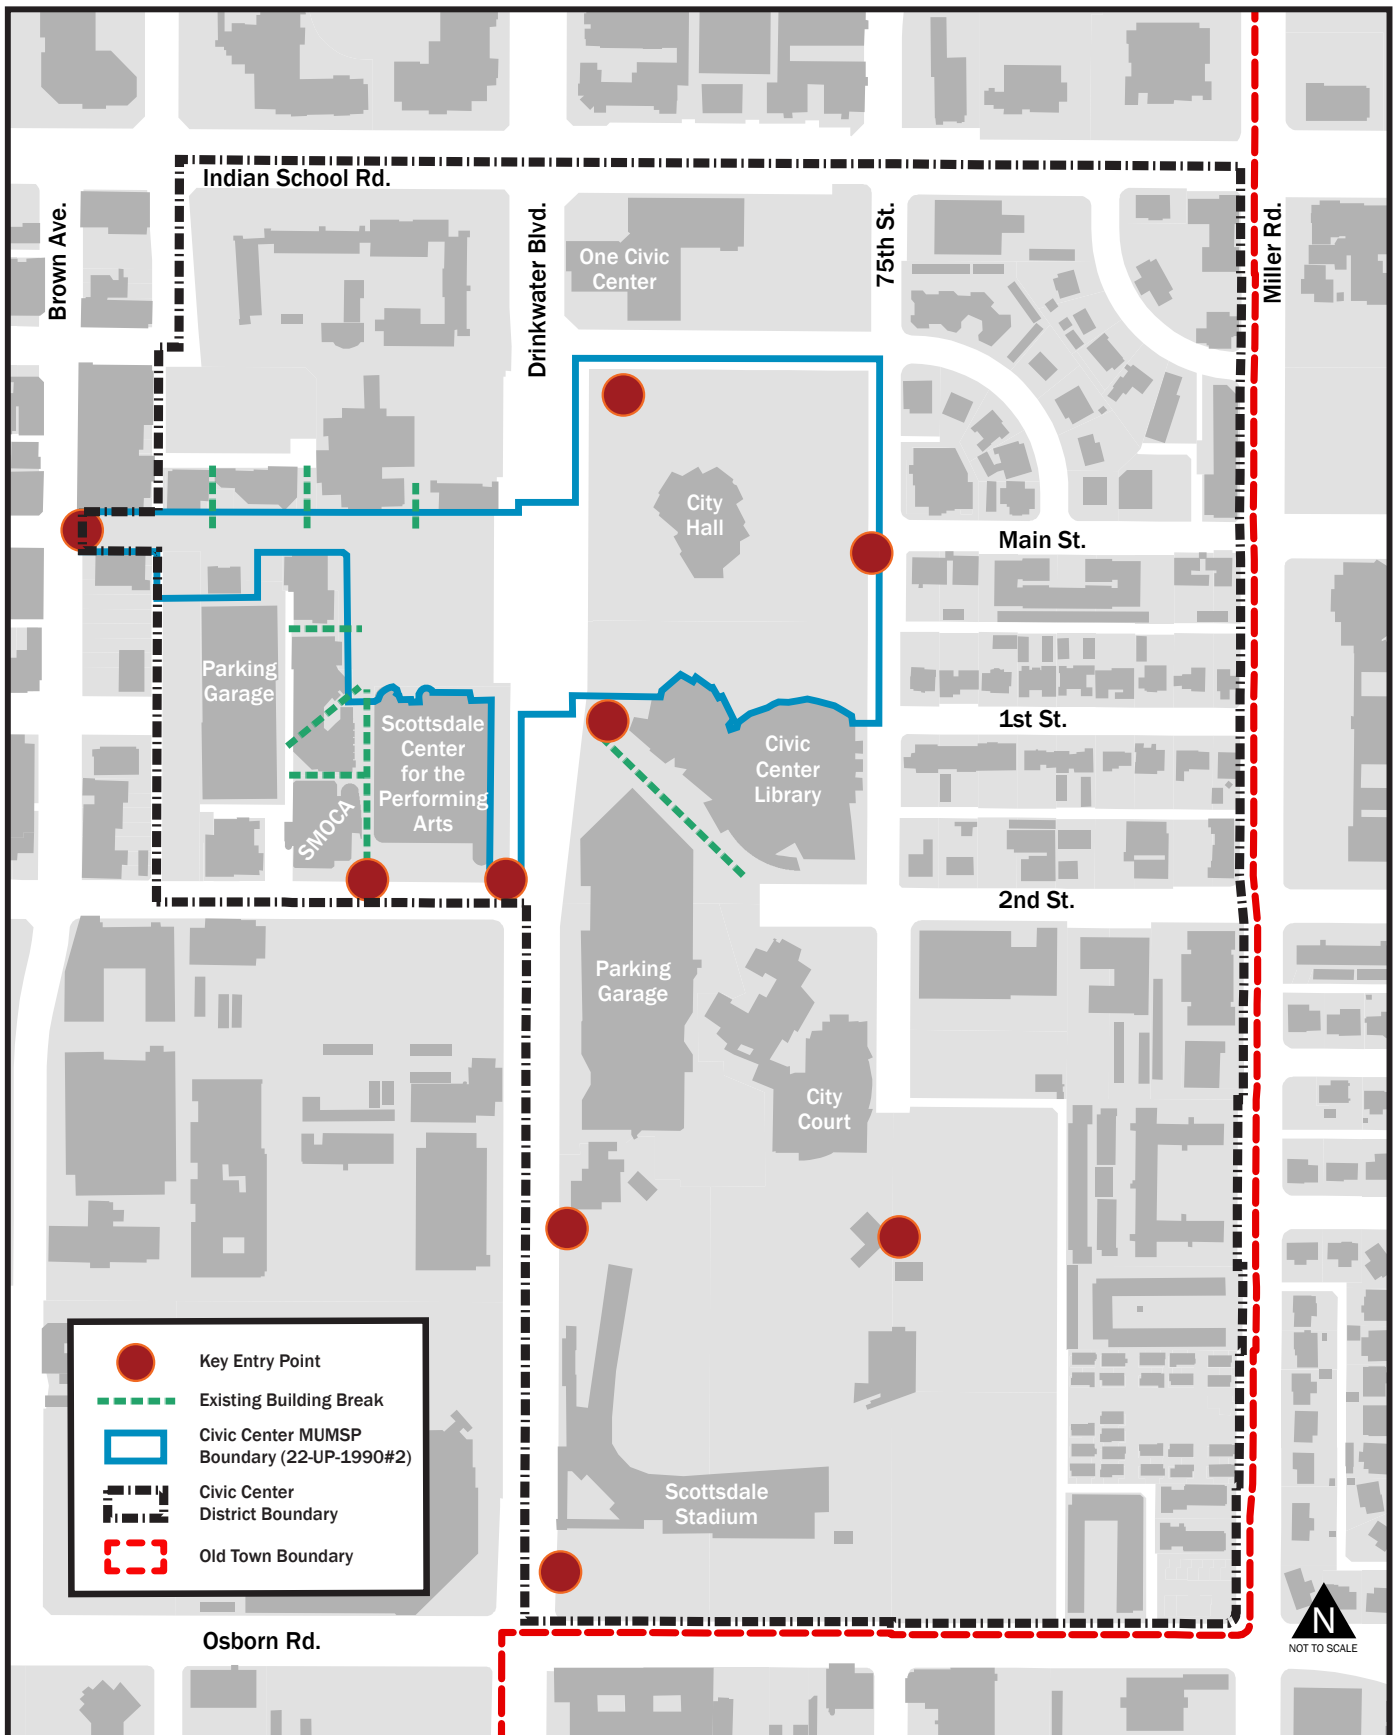 Indian School Rd.
Brown Ave.
Drinkwater Blvd.
75th St.
Miller Rd.
One Civic
Center
City
Hall
Main St.
Parking
Garage
Scottsdale
Center
for the
Performing
Arts
SMOCA
Civic
Center
Library
1st St.
2nd St.
Parking
Garage
City
Court
Scottsdale
Stadium
Key Entry Point
Existing Building Break
Civic Center MUMSP
Boundary (22-UP-1990#2)
Civic Center
District Boundary
Old Town Boundary
Osborn Rd.
N
NOT TO SCALE